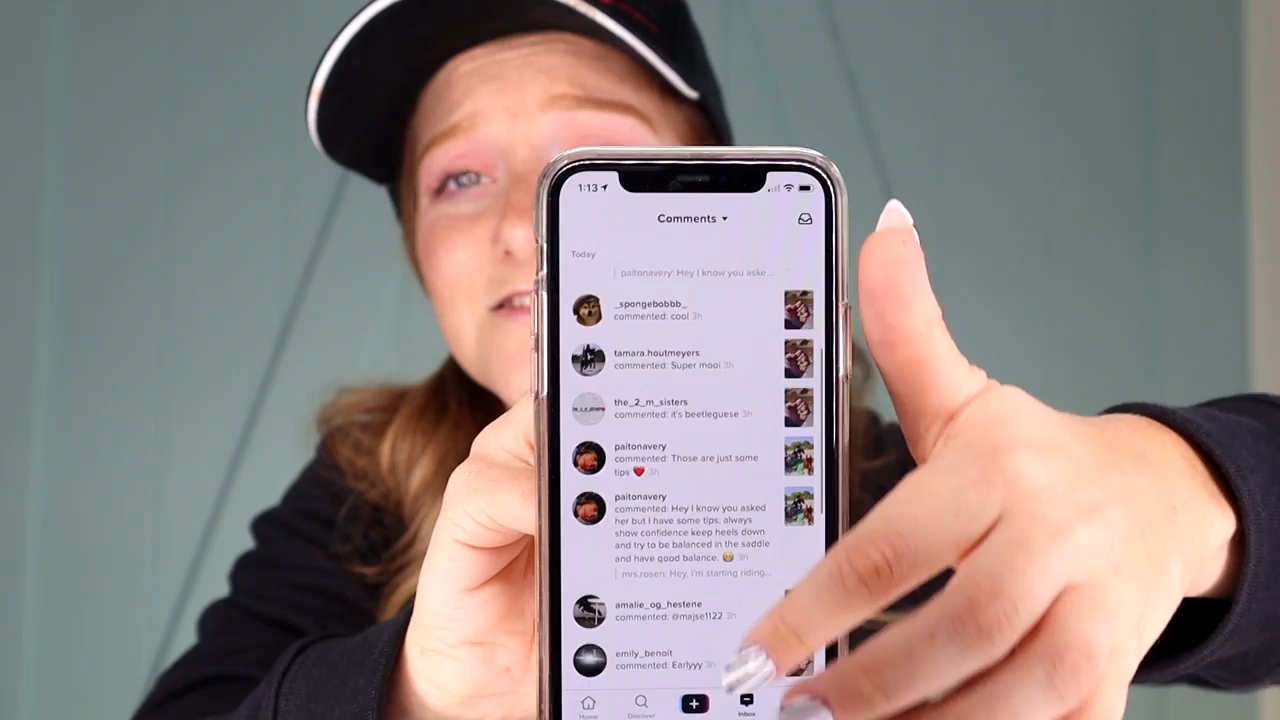 1:13
Comments
Today
paitonavery: Hey I know you aske...
_spongebobbb_
commented: cool 3h
tamara.houtmeyers
commented: Super mooi 3h
the_2_m_sisters
commented: it's beetleguese 3h
paitonavery
commented: Those are just some
tips ❤️ 3h
paitonavery
commented: Hey I know you asked
her but I have some tips, always
show confidence keep heels down
and try to be balanced in the saddle
and have good balance. 😁 3h
mrs.rosen: Hey, i'm starting riding...
amalie_og_hestene
commented: @majse1122 3h
emily_benoit
commented: Earlyyy 3h
Home Discover Inbox